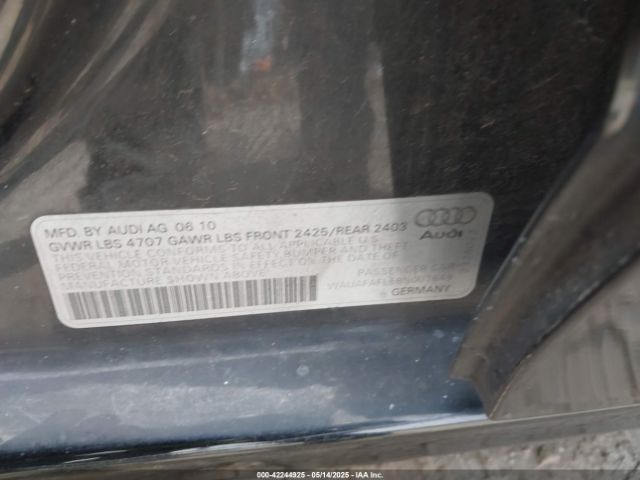 MFD. BY AUDI AG 06 10
GVWR LBS 4707 GAWR LBS FRONT 2425/REAR 2403
THIS VEHICLE CONFORMS TO ALL APPLICABLE U.S.
FEDERAL MOTOR VEHICLE SAFETY BUMPER AND THEFT
PREVENTION STANDARDS IN EFFECT ON THE DATE OF
MANUFACTURE SHOWN ABOVE.
Audi
PASSENGER CAR
GERMANY
000-42244925 - 05/14/2025 - IAA Inc.